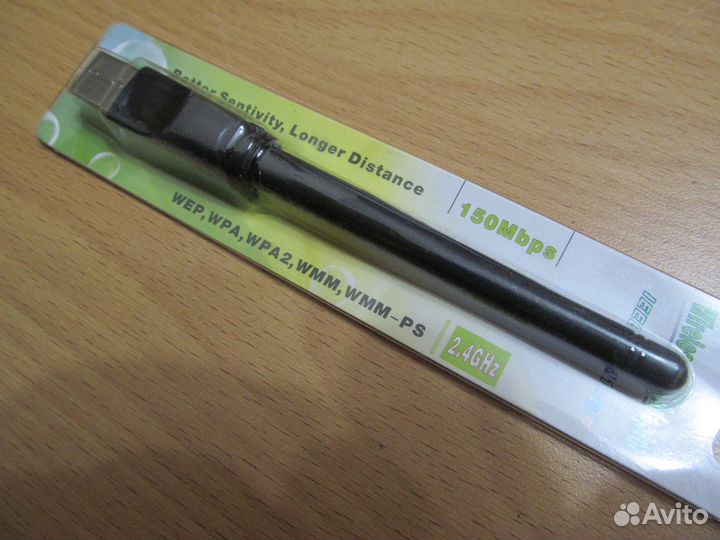 Better Sentivity, Longer Distance
150Mbps
WEP, WPA, WPA2, WMM, WMM-PS
2.4GHz
Avito